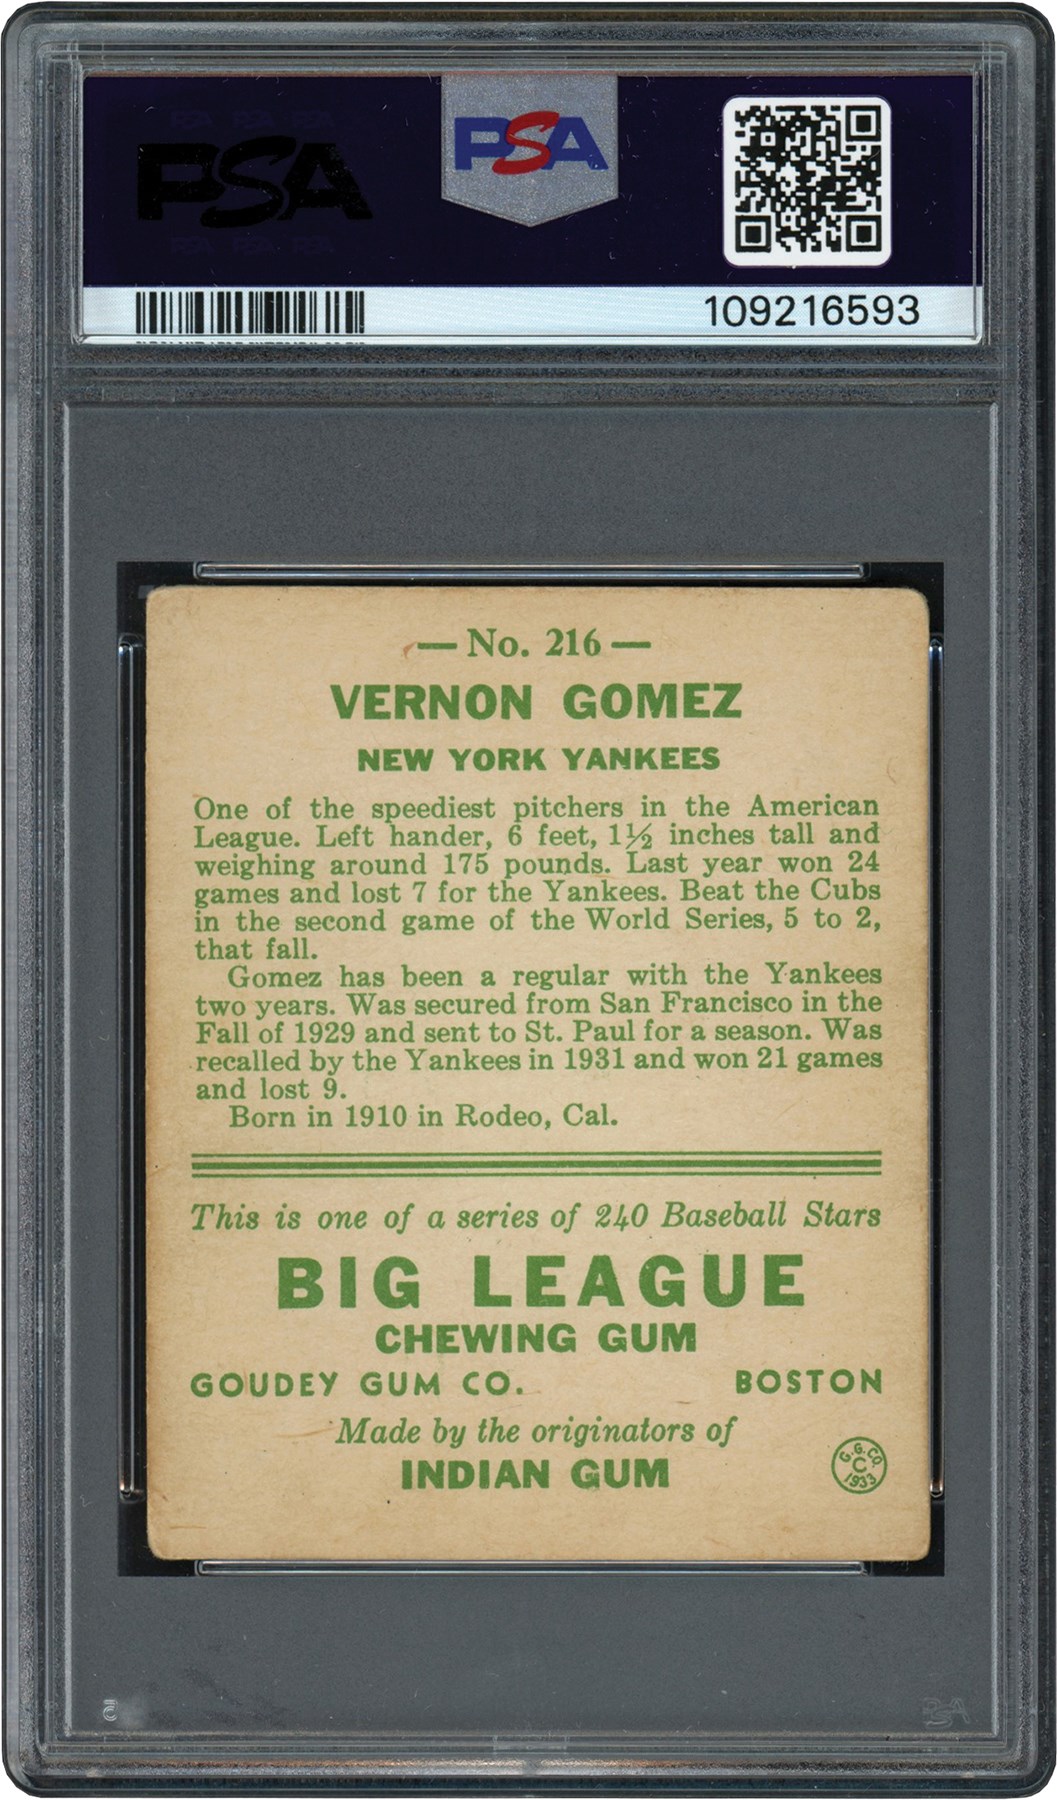 PSA
PSA
109216593
— No. 216 —
VERNON GOMEZ
NEW YORK YANKEES
One of the speediest pitchers in the American
League. Left hander, 6 feet, 1½ inches tall and
weighing around 175 pounds. Last year won 24
games and lost 7 for the Yankees. Beat the Cubs
in the second game of the World Series, 5 to 2,
that fall.
Gomez has been a regular with the Yankees
two years. Was secured from San Francisco in the
Fall of 1929 and sent to St. Paul for a season. Was
recalled by the Yankees in 1931 and won 21 games
and lost 9.
Born in 1910 in Rodeo, Cal.
This is one of a series of 240 Baseball Stars
BIG LEAGUE
CHEWING GUM
GOUDEY GUM CO. BOSTON
Made by the originators of
INDIAN GUM
G.G.CO.
C
1933
PSA